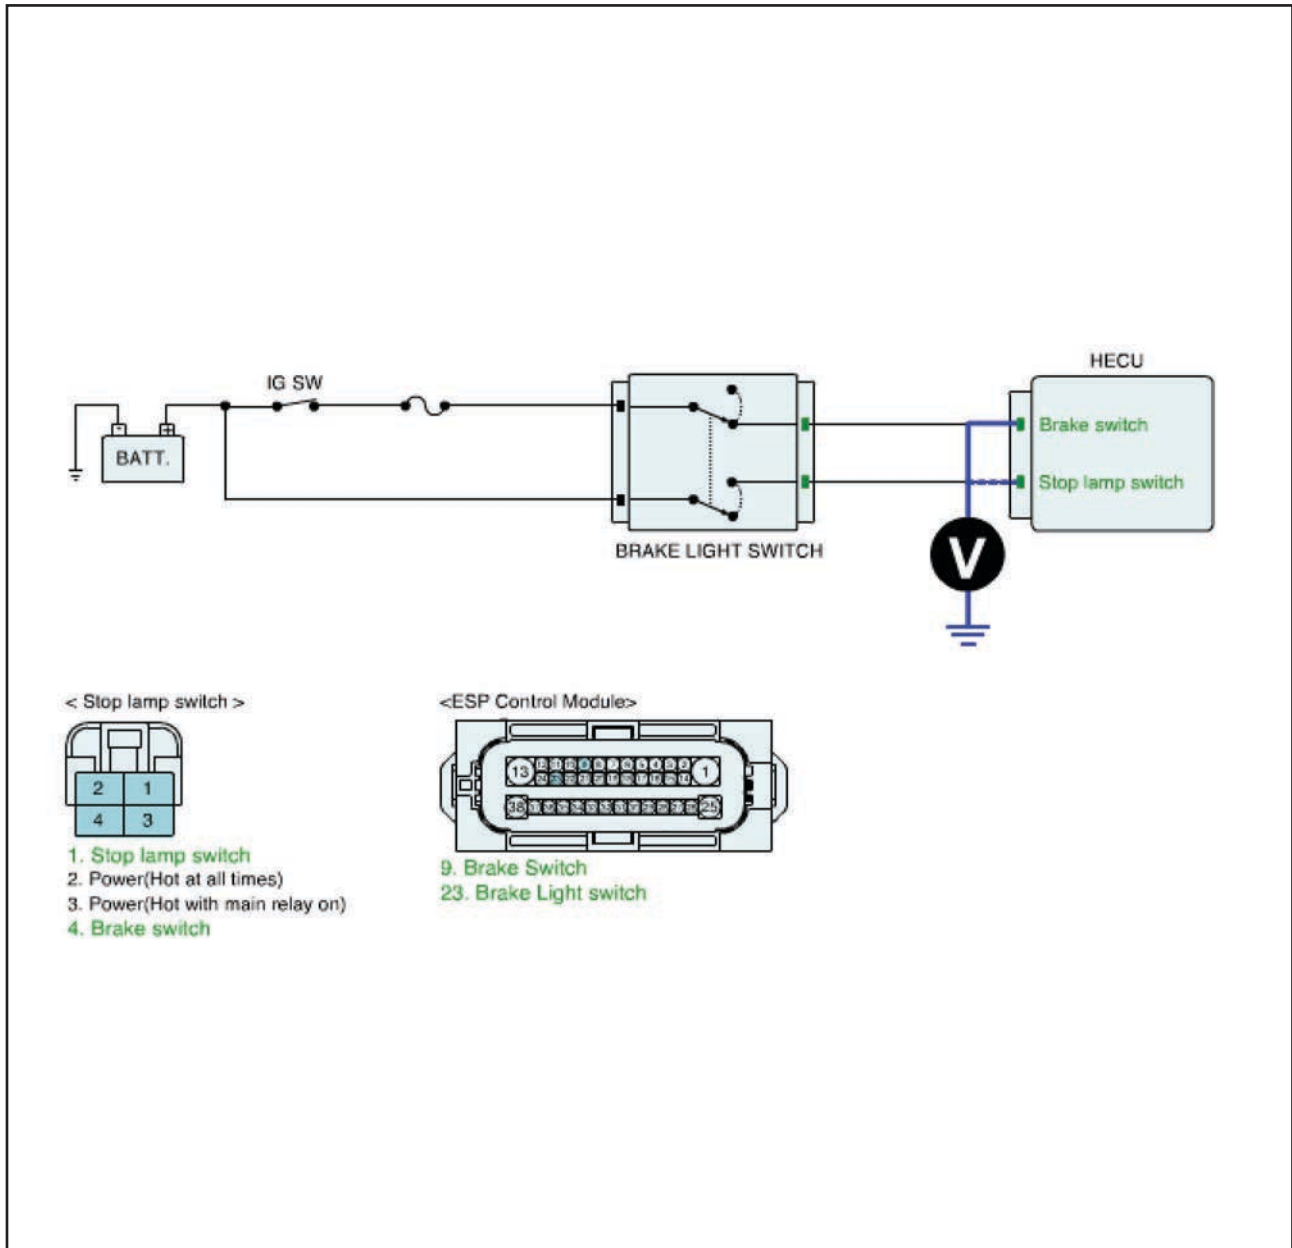 HECU
IG SW
Brake switch
- +
BATT.
Stop lamp switch
BRAKE LIGHT SWITCH
V
< Stop lamp switch >
<ESP Control Module>
2 1
4 3
13 1
38 25
1. Stop lamp switch
2. Power(Hot at all times)
3. Power(Hot with main relay on)
4. Brake switch
9. Brake Switch
23. Brake Light switch